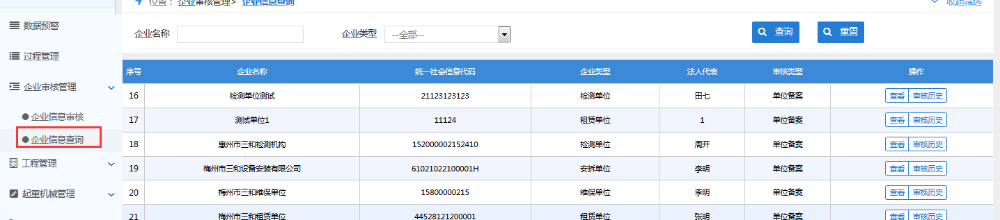 位置： 企业审核管理> 企业信息查询
收起筛选
数据预警
过程管理
企业审核管理
企业信息审核
企业信息查询
工程管理
起重机械管理
企业名称
企业类型 --全部--
查询 重置
序号 企业名称 统一社会信息代码 企业类型 法人代表 审核类型 操作
16 检测单位测试 21123123123 检测单位 田七 单位备案 查看 审核历史
17 测试单位1 11124 租赁单位 1 单位备案 查看 审核历史
18 惠州市三和检测机构 152000002152410 检测单位 周开 单位备案 查看 审核历史
19 梅州市三和设备安装有限公司 61021022100001H 安拆单位 李明 单位备案 查看 审核历史
20 梅州市三和维保单位 15800000215 维保单位 李明 单位备案 查看 审核历史
21 梅州市三和租赁单位 44528121200001 租赁单位 张明 单位备案 查看 审核历史